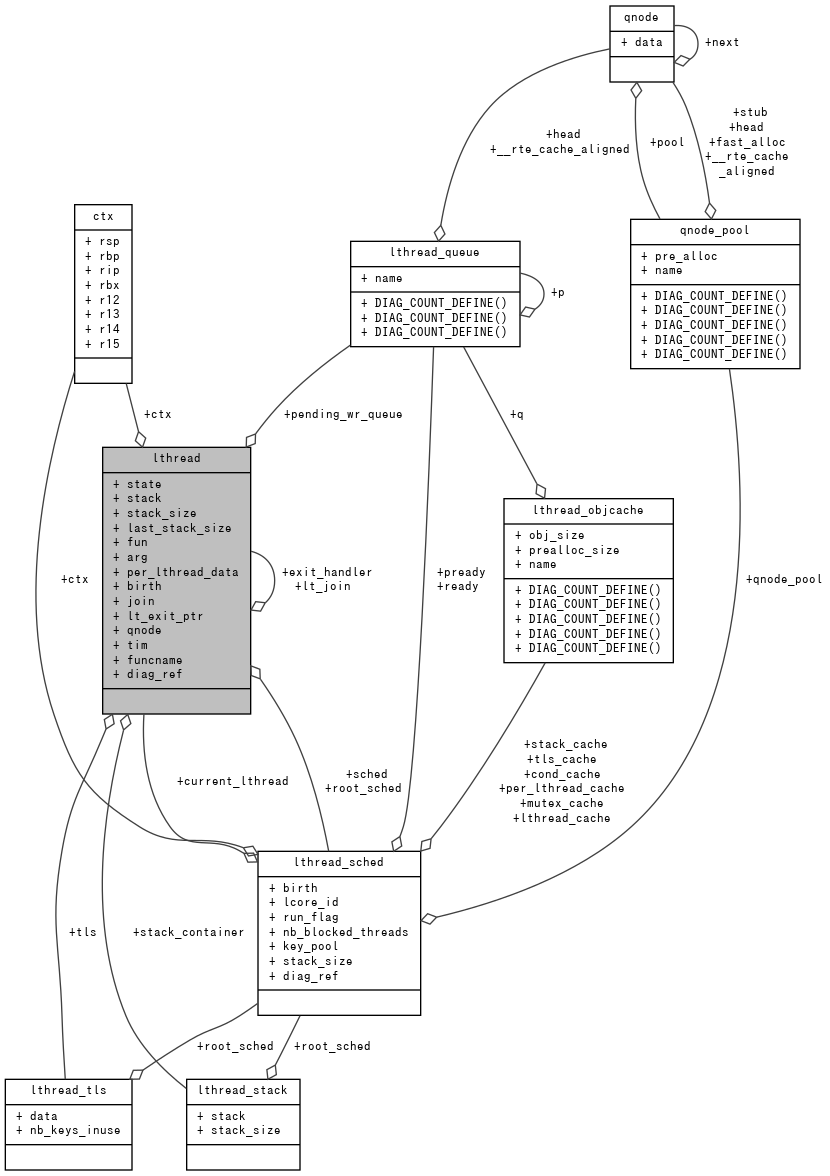 qnode
+ data
+next
+stub
+head
+fast_alloc
+__rte_cache
_aligned
+head
+__rte_cache_aligned
+pool
ctx
+ rsp
+ rbp
+ rip
+ rbx
+ r12
+ r13
+ r14
+ r15
lthread_queue
+ name
+ DIAG_COUNT_DEFINE()
+ DIAG_COUNT_DEFINE()
+ DIAG_COUNT_DEFINE()
+p
qnode_pool
+ pre_alloc
+ name
+ DIAG_COUNT_DEFINE()
+ DIAG_COUNT_DEFINE()
+ DIAG_COUNT_DEFINE()
+ DIAG_COUNT_DEFINE()
+ DIAG_COUNT_DEFINE()
+ctx
+pending_wr_queue
+q
lthread
+ state
+ stack
+ stack_size
+ last_stack_size
+ fun
+ arg
+ per_lthread_data
+ birth
+ join
+ lt_exit_ptr
+ qnode
+ tim
+ funcname
+ diag_ref
lthread_objcache
+ obj_size
+ prealloc_size
+ name
+ DIAG_COUNT_DEFINE()
+ DIAG_COUNT_DEFINE()
+ DIAG_COUNT_DEFINE()
+ DIAG_COUNT_DEFINE()
+ DIAG_COUNT_DEFINE()
+ctx
+exit_handler
+lt_join
+pready
+ready
+qnode_pool
+current_lthread
+sched
+root_sched
+stack_cache
+tls_cache
+cond_cache
+per_lthread_cache
+mutex_cache
+lthread_cache
lthread_sched
+ birth
+ lcore_id
+ run_flag
+ nb_blocked_threads
+ key_pool
+ stack_size
+ diag_ref
+tls
+stack_container
+root_sched
+root_sched
lthread_tls
+ data
+ nb_keys_inuse
lthread_stack
+ stack
+ stack_size